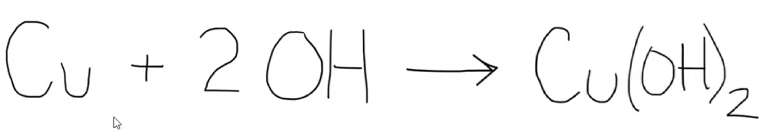 Cu + 2 OH → Cu(OH)₂